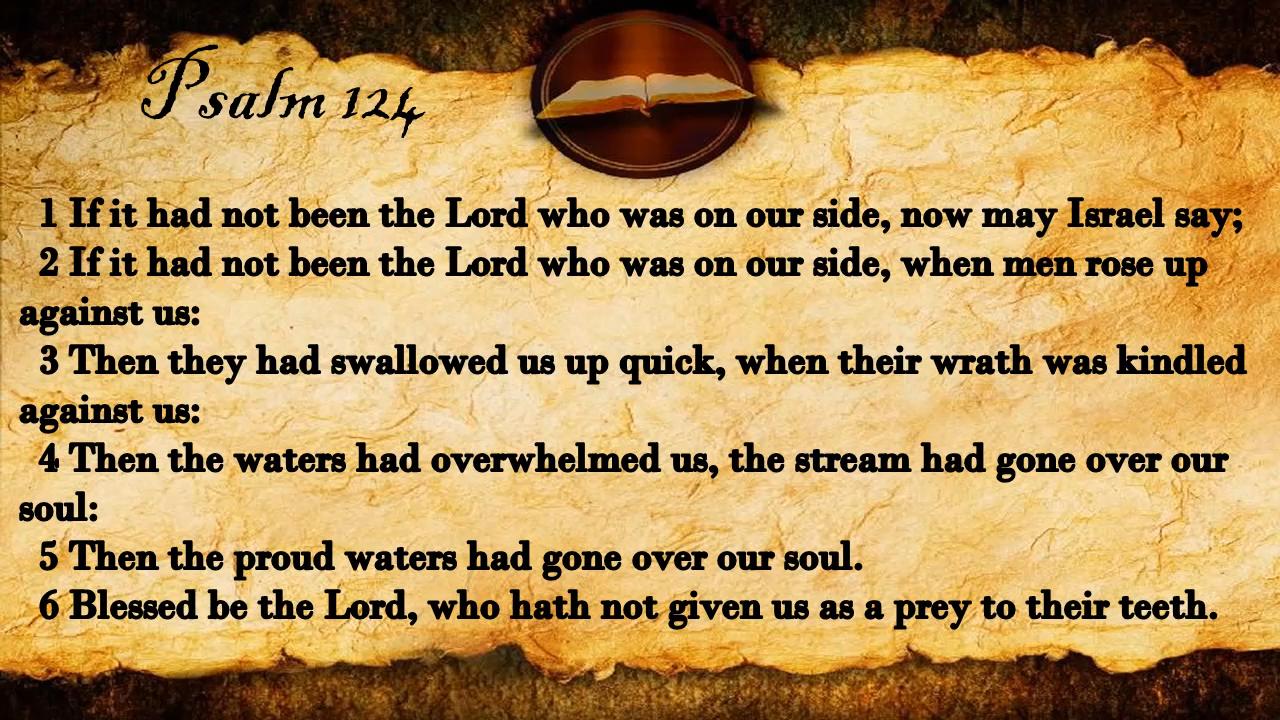 Psalm 124
1 If it had not been the Lord who was on our side, now may Israel say;
2 If it had not been the Lord who was on our side, when men rose up
against us:
3 Then they had swallowed us up quick, when their wrath was kindled
against us:
4 Then the waters had overwhelmed us, the stream had gone over our
soul:
5 Then the proud waters had gone over our soul.
6 Blessed be the Lord, who hath not given us as a prey to their teeth.